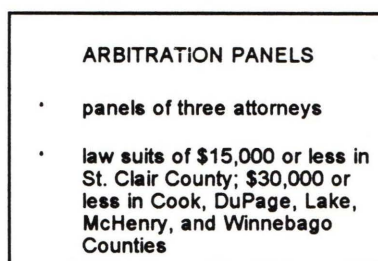 ARBITRATION PANELS
• panels of three attorneys
• law suits of $15,000 or less in
St. Clair County; $30,000 or
less in Cook, DuPage, Lake,
McHenry, and Winnebago
Counties